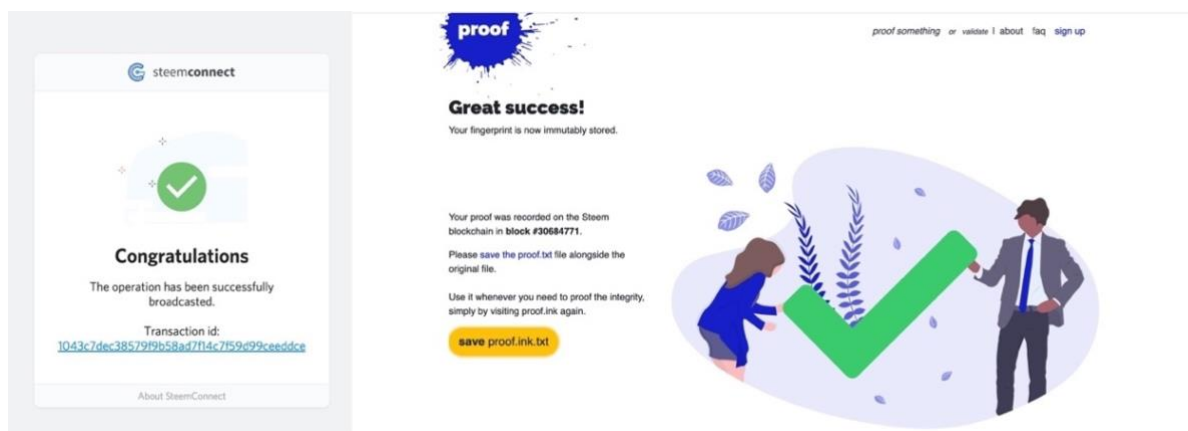 steemconnect
Congratulations
The operation has been successfully
broadcasted.
Transaction id:
1043c7dec38579f9b58ad7f14c7f59d99ceeddce
About SteemConnect
proof
proof something or validate | about faq sign up
Great success!
Your fingerprint is now immutably stored.
Your proof was recorded on the Steem
blockchain in block #30684771.
Please save the proof.txt file alongside the
original file.
Use it whenever you need to proof the integrity,
simply by visiting proof.ink again.
save proof.ink.txt